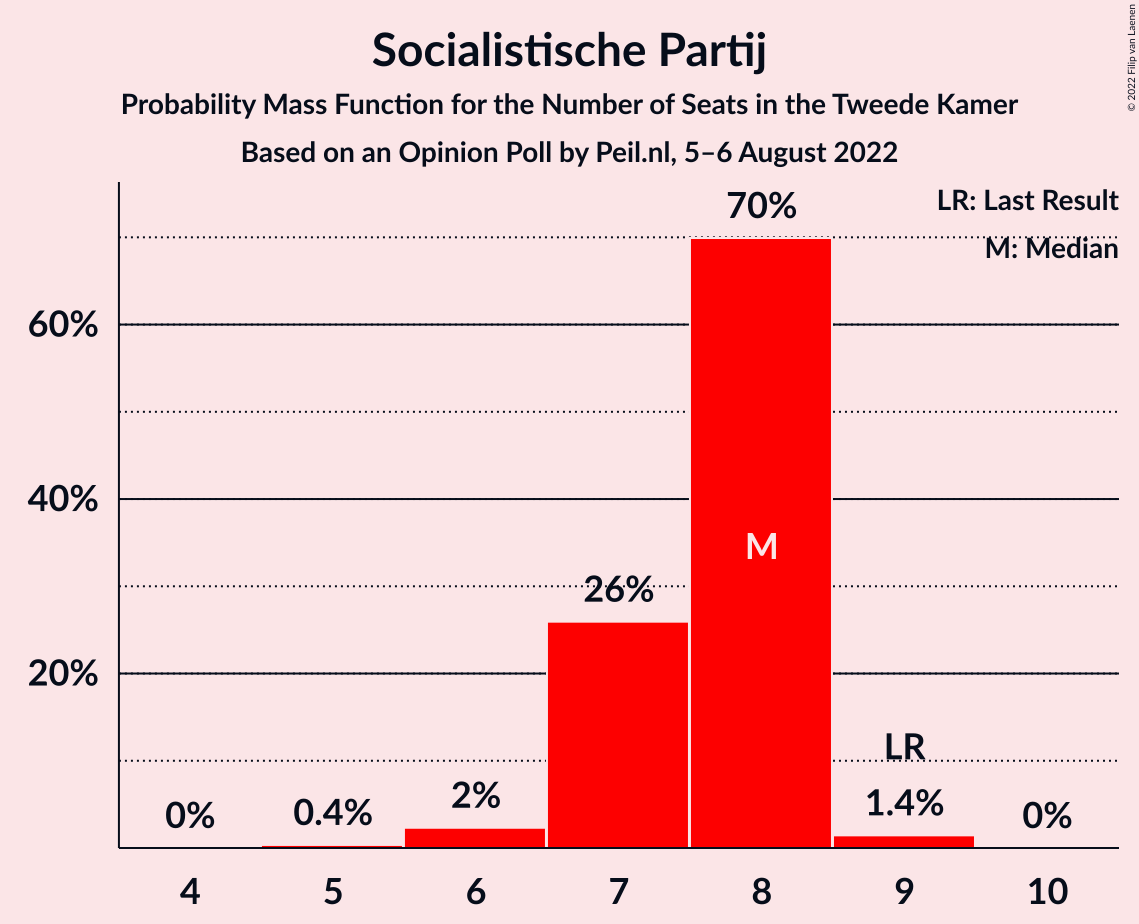 Socialistische Partij
Probability Mass Function for the Number of Seats in the Tweede Kamer
Based on an Opinion Poll by Peil.nl, 5–6 August 2022
© 2022 Filip van Laenen
LR: Last Result
M: Median
70%
60%
40%
M
26%
20%
LR
0%
0.4%
2%
1.4%
0%
4 5 6 7 8 9 10